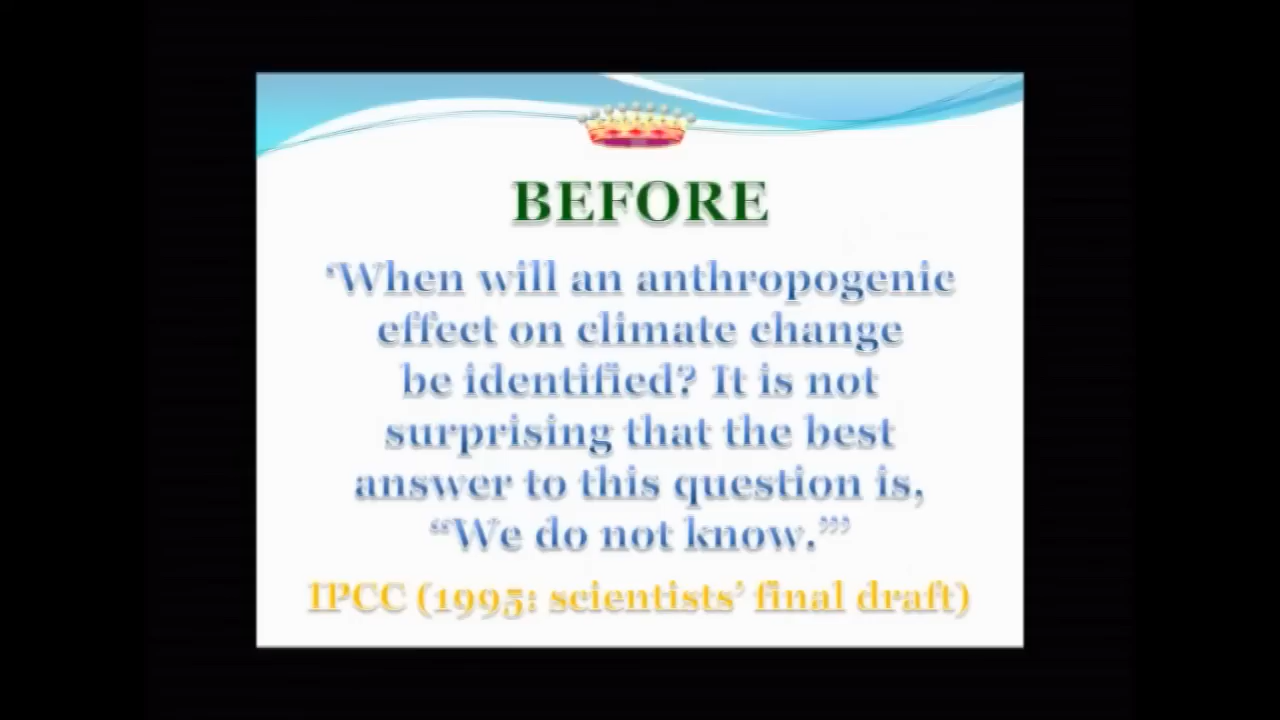 BEFORE
‘When will an anthropogenic
effect on climate change
be identified? It is not
surprising that the best
answer to this question is,
“We do not know.”’
IPCC (1995: scientists’ final draft)